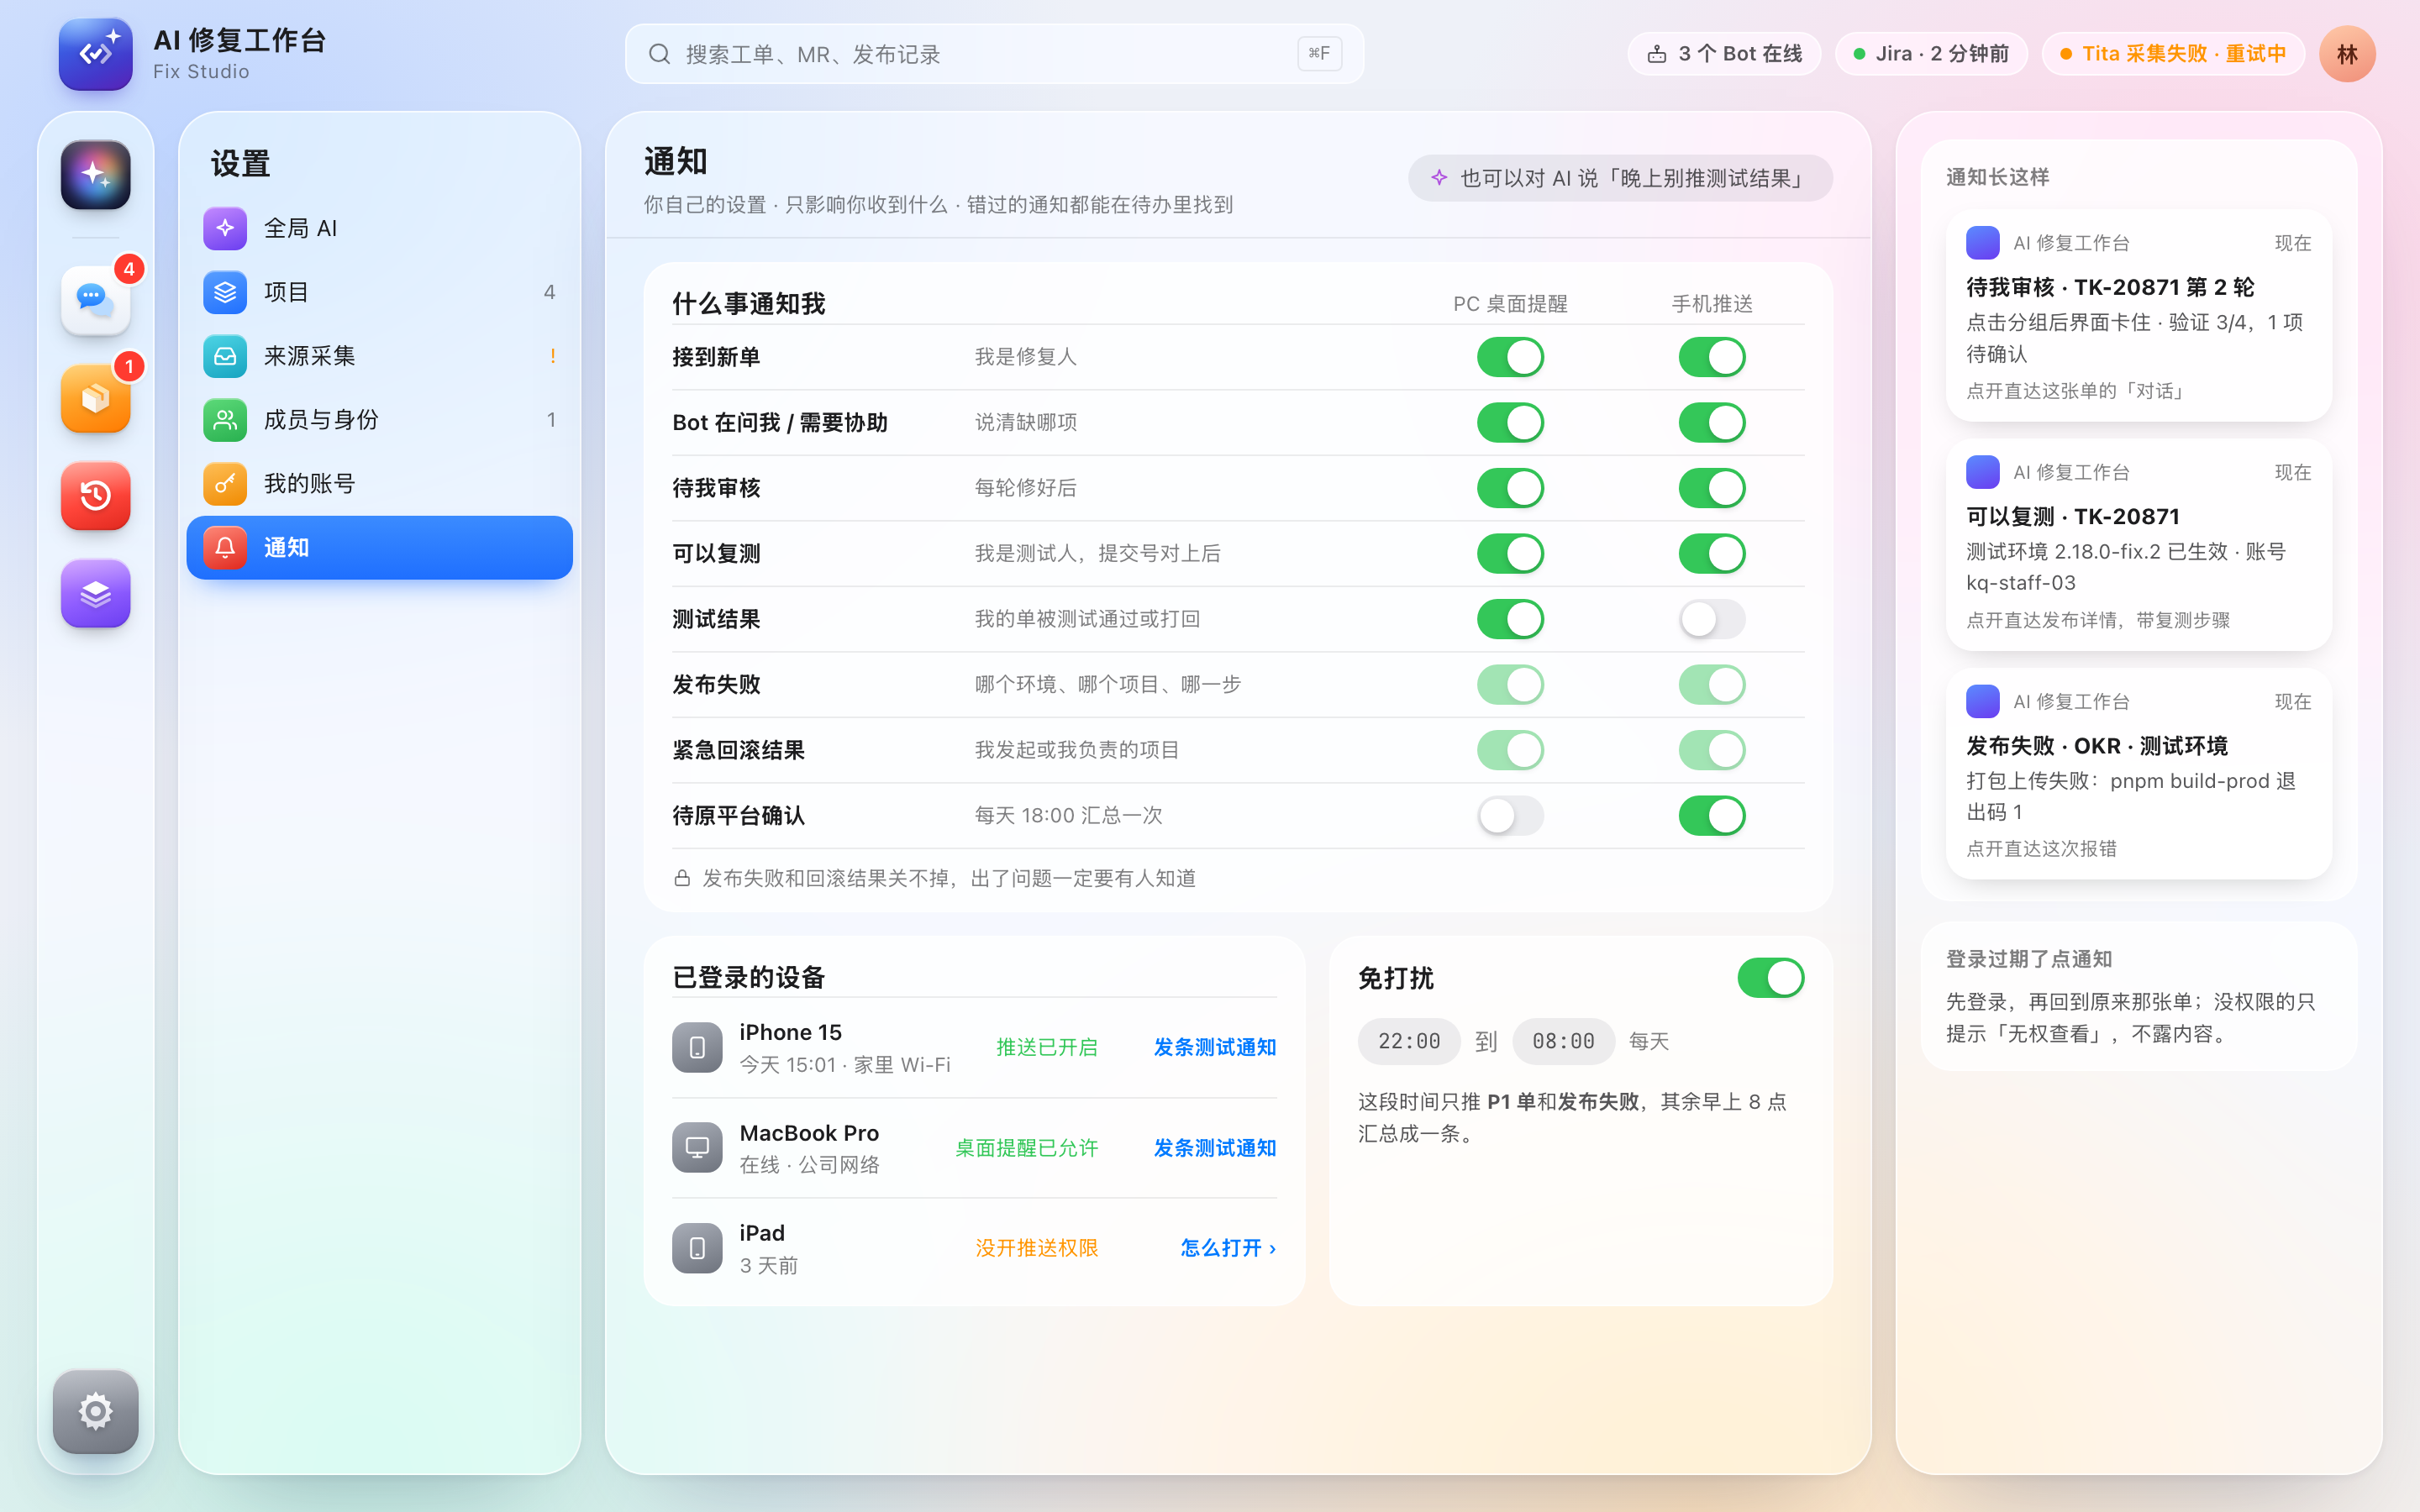 AI 修复工作台
Fix Studio
搜索工单、MR、发布记录
⌘F
3 个 Bot 在线
Jira · 2 分钟前
Tita 采集失败 · 重试中
林
4
1
设置
全局 AI
项目 4
来源采集 !
成员与身份 1
我的账号
通知
通知
你自己的设置 · 只影响你收到什么 · 错过的通知都能在待办里找到
也可以对 AI 说「晚上别推测试结果」
什么事通知我 PC 桌面提醒 手机推送
接到新单 我是修复人
Bot 在问我 / 需要协助 说清缺哪项
待我审核 每轮修好后
可以复测 我是测试人，提交号对上后
测试结果 我的单被测试通过或打回
发布失败 哪个环境、哪个项目、哪一步
紧急回滚结果 我发起或我负责的项目
待原平台确认 每天 18:00 汇总一次
发布失败和回滚结果关不掉，出了问题一定要有人知道
已登录的设备
iPhone 15
今天 15:01 · 家里 Wi-Fi
推送已开启
发条测试通知
MacBook Pro
在线 · 公司网络
桌面提醒已允许
发条测试通知
iPad
3 天前
没开推送权限
怎么打开 ›
免打扰
22:00 到 08:00 每天
这段时间只推 P1 单和发布失败，其余早上 8 点
汇总成一条。
通知长这样
AI 修复工作台 现在
待我审核 · TK-20871 第 2 轮
点击分组后界面卡住 · 验证 3/4，1 项
待确认
点开直达这张单的「对话」
AI 修复工作台 现在
可以复测 · TK-20871
测试环境 2.18.0-fix.2 已生效 · 账号
kq-staff-03
点开直达发布详情，带复测步骤
AI 修复工作台 现在
发布失败 · OKR · 测试环境
打包上传失败：pnpm build-prod 退
出码 1
点开直达这次报错
登录过期了点通知
先登录，再回到原来那张单；没权限的只
提示「无权查看」，不露内容。